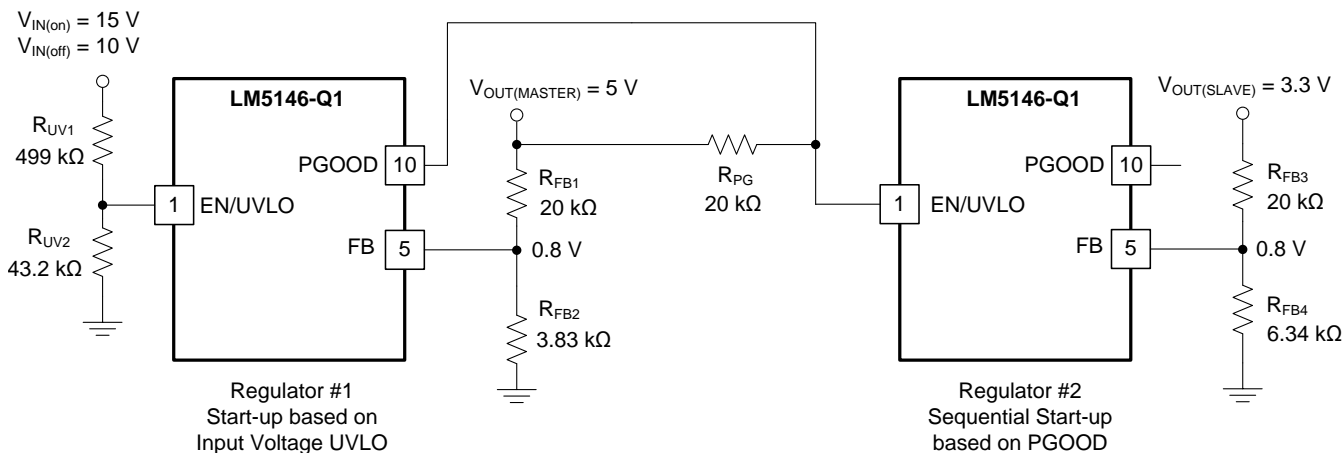 V_IN(on) = 15 V
V_IN(off) = 10 V
R_UV1
499 kΩ
R_UV2
43.2 kΩ
LM5146-Q1
PGOOD
10
1
EN/UVLO
FB
5
V_OUT(MASTER) = 5 V
R_FB1
20 kΩ
0.8 V
R_FB2
3.83 kΩ
R_PG
20 kΩ
Regulator #1
Start-up based on
Input Voltage UVLO
LM5146-Q1
PGOOD
10
1
EN/UVLO
FB
5
V_OUT(SLAVE) = 3.3 V
R_FB3
20 kΩ
0.8 V
R_FB4
6.34 kΩ
Regulator #2
Sequential Start-up
based on PGOOD